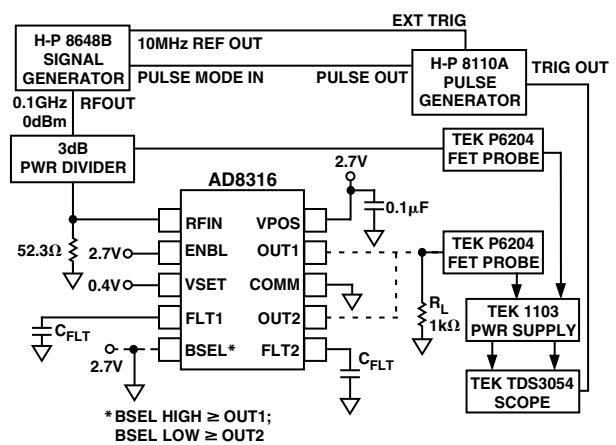 EXT TRIG
H-P 8648B
SIGNAL
GENERATOR
10MHz REF OUT
PULSE MODE IN
PULSE OUT
H-P 8110A
PULSE
GENERATOR
TRIG OUT
0.1GHz
0dBm
RFOUT
3dB
PWR DIVIDER
TEK P6204
FET PROBE
2.7V
AD8316
0.1μF
RFIN
VPOS
52.3Ω
2.7V
ENBL
OUT1
TEK P6204
FET PROBE
0.4V
VSET
COMM
RL
1kΩ
TEK 1103
PWR SUPPLY
CFLT
FLT1
OUT2
2.7V
BSEL*
FLT2
CFLT
TEK TDS3054
SCOPE
*BSEL HIGH ≥ OUT1;
BSEL LOW ≥ OUT2